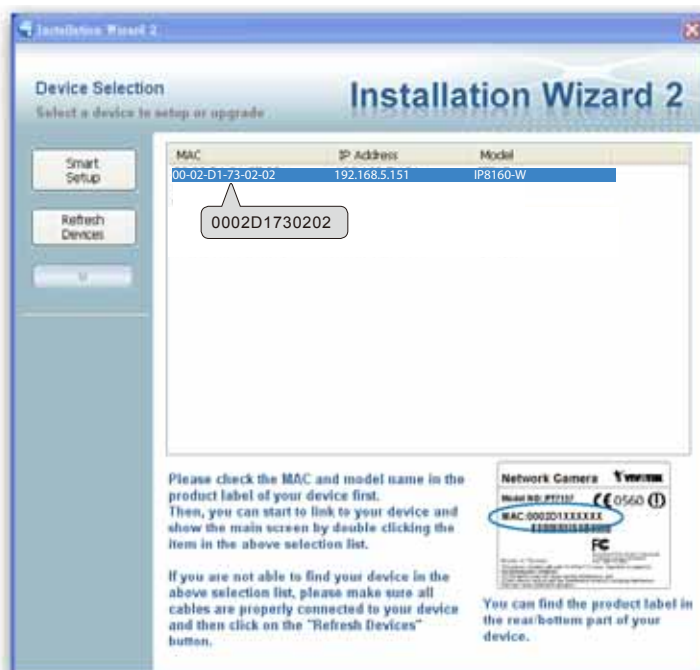 Installation Wizard 2
Device Selection
Select a device to setup or upgrade
Installation Wizard 2
Smart
Setup
Refresh
Devices
MAC IP Address Model
00-02-D1-73-02-02 192.168.5.151 IP8160-W
0002D1730202
Please check the MAC and model name in the
product label of your device first.
Then, you can start to link to your device and
show the main screen by double clicking the
item in the above selection list.
If you are not able to find your device in the
above selection list, please make sure all
cables are properly connected to your device
and then click on the "Refresh Devices"
button.
Network Camera VIVOTEK
Model NO: PT7137
0560
MAC:0002D1XXXXXX
FC
You can find the product label in
the rear/bottom part of your
device.